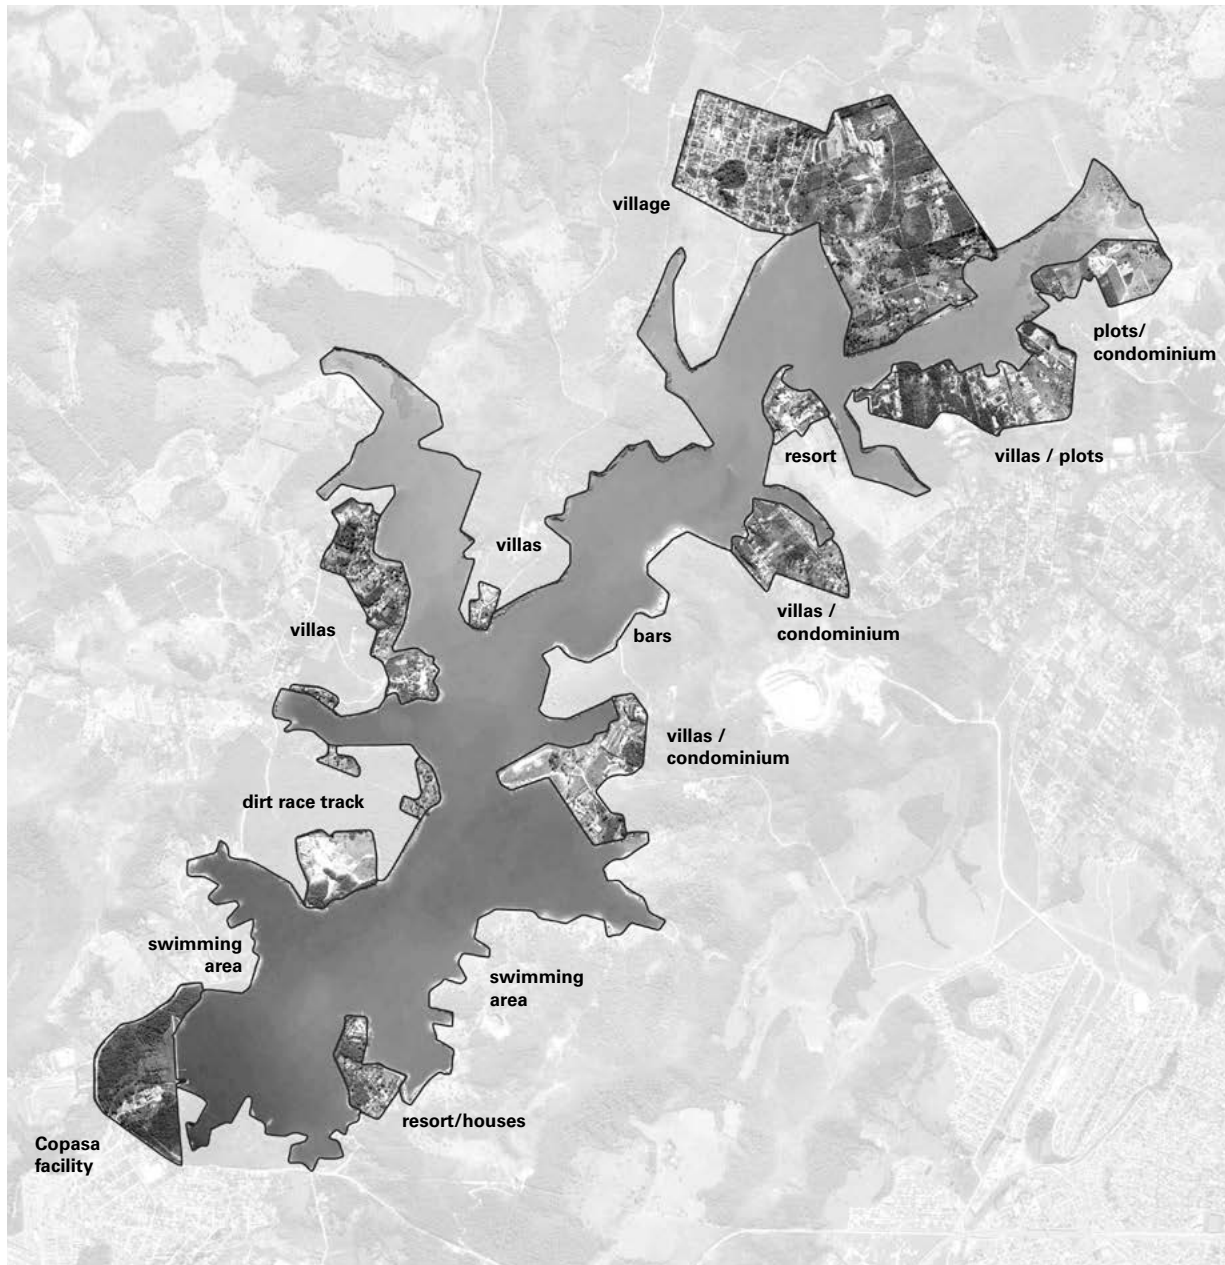 village
plots/
condominium
resort
villas / plots
villas
villas
bars
villas /
condominium
villas /
condominium
dirt race track
swimming
area
swimming
area
resort/houses
Copasa
facility